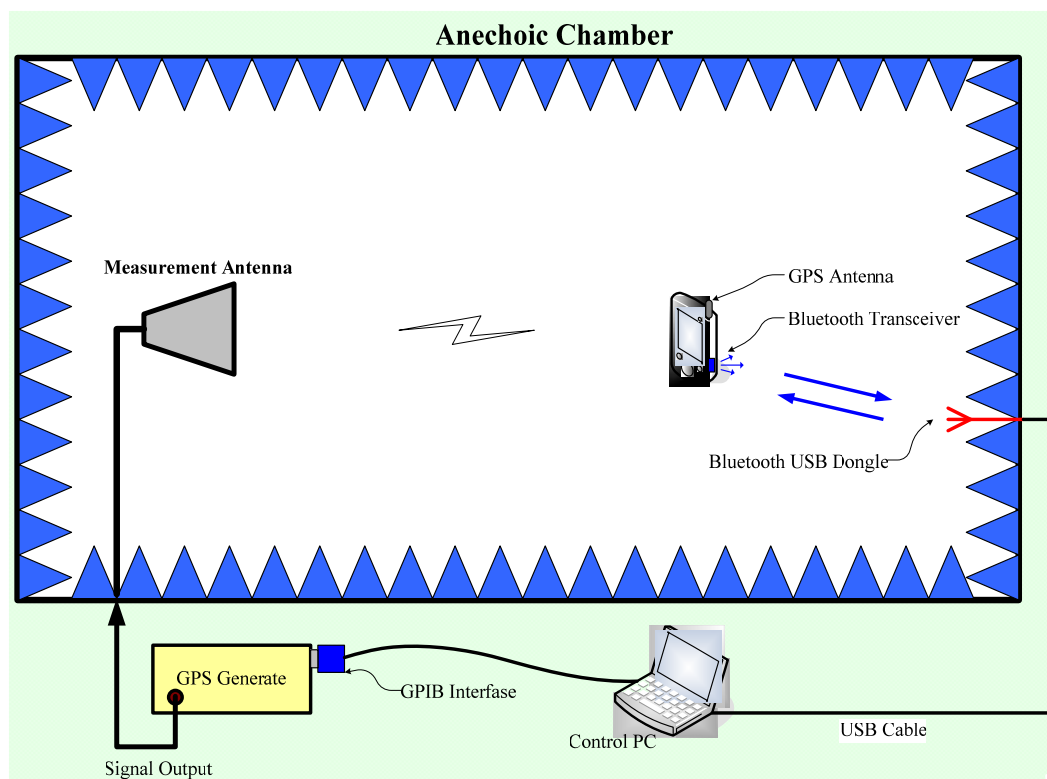 Anechoic Chamber
Measurement Antenna
GPS Antenna
Bluetooth Transceiver
Bluetooth USB Dongle
GPS Generate
GPIB Interfase
Control PC
USB Cable
Signal Output